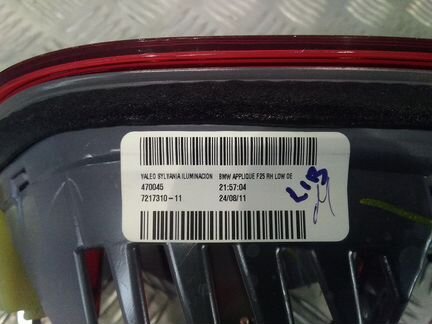 VALEO SYLVANIA ILUMINACION BMW APPLIQUE F25 RH LOW OE
470045 21:57:04
7217310-11 24/08/11